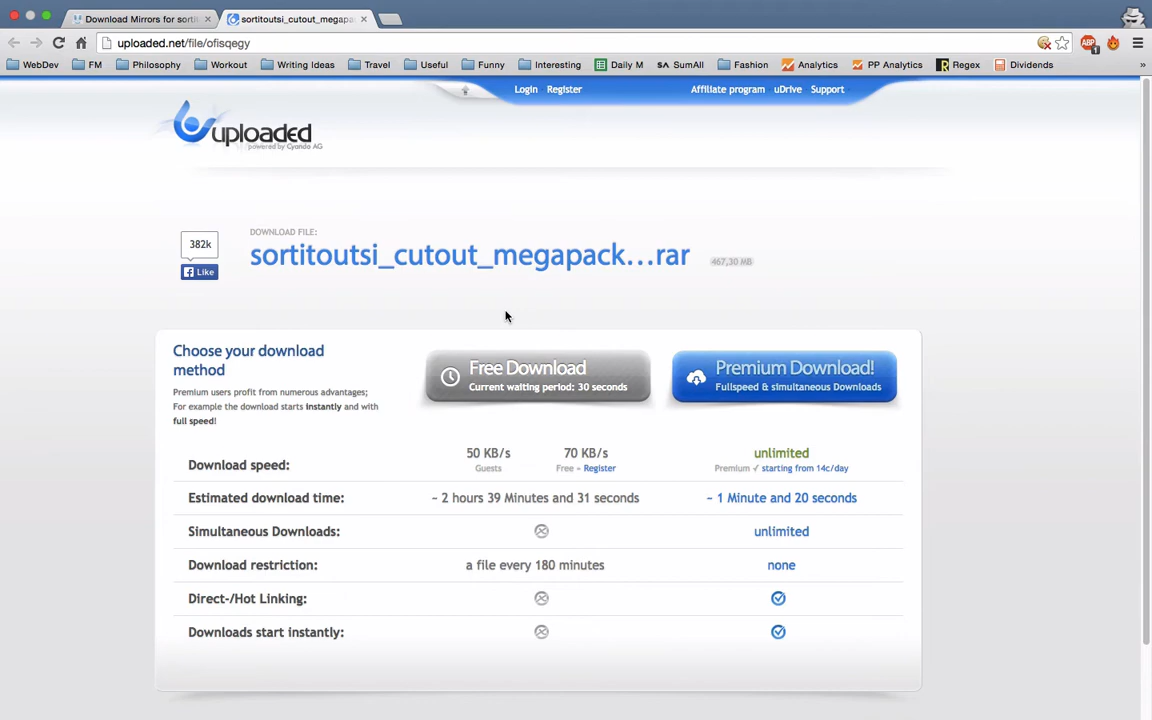 Download Mirrors for sorti
sortitoutsi_cutout_megapa
uploaded.net/file/ofisqegy
ABP
1
WebDev FM Philosophy Workout Writing Ideas Travel Useful Funny Interesting Daily M SumAll Fashion Analytics PP Analytics Regex Dividends »
Login Register Affiliate program uDrive Support
uploaded
powered by Cyando AG
382k
Like
DOWNLOAD FILE:
sortitoutsi_cutout_megapack...rar 467,30 MB
Choose your download
method
Premium users profit from numerous advantages;
For example the download starts instantly and with
full speed!
Free Download
Current waiting period: 30 seconds
Premium Download!
Fullspeed & simultaneous Downloads
Download speed: 50 KB/s 70 KB/s unlimited
Guests Free - Register Premium ✓ starting from 14c/day
Estimated download time: ~ 2 hours 39 Minutes and 31 seconds ~ 1 Minute and 20 seconds
Simultaneous Downloads: unlimited
Download restriction: a file every 180 minutes none
Direct-/Hot Linking:
Downloads start instantly: